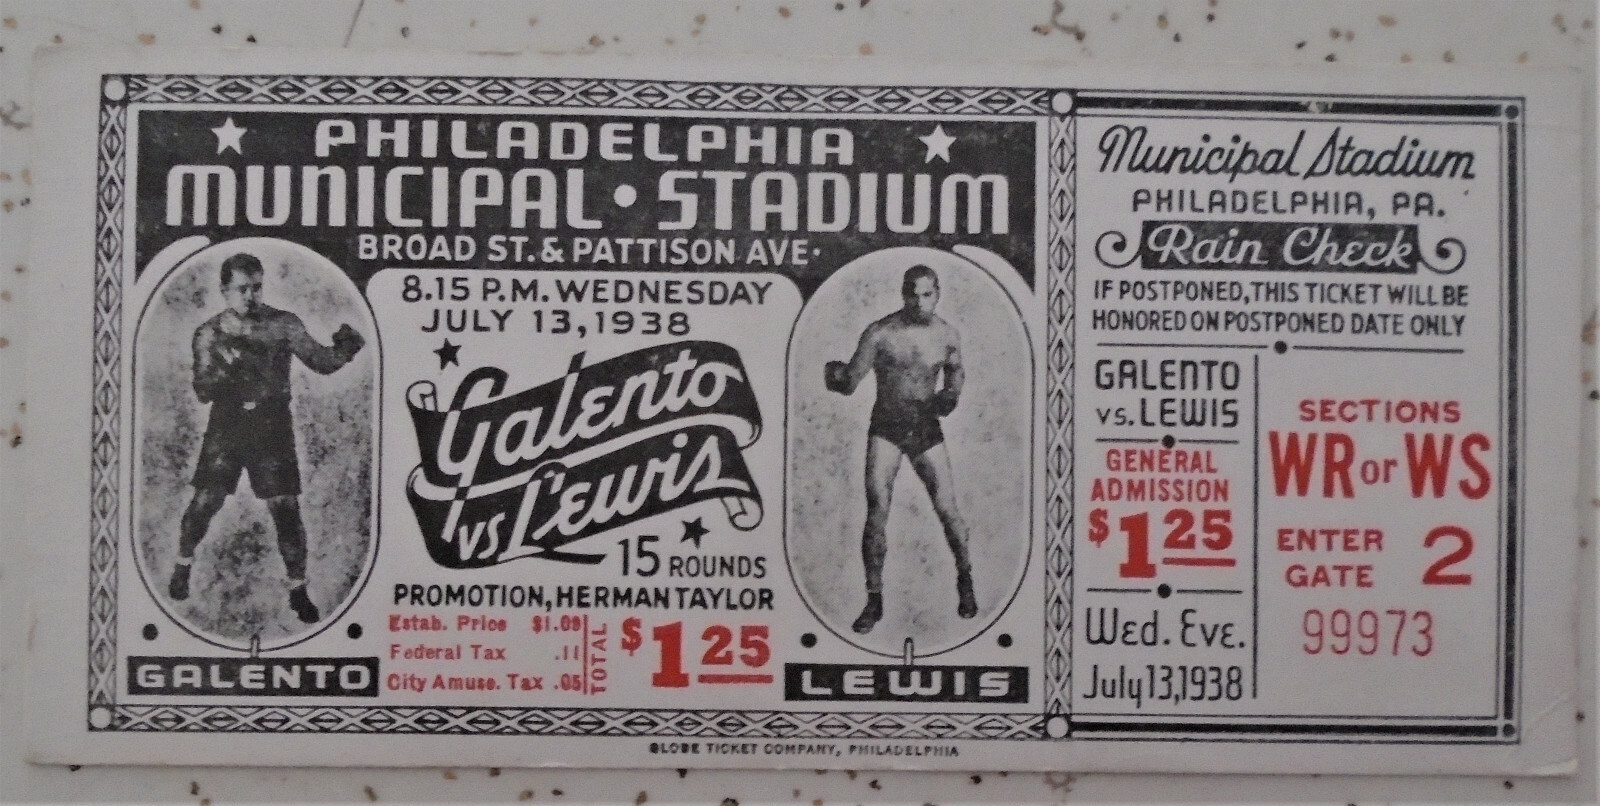 PHILADELPHIA
MUNICIPAL • STADIUM
BROAD ST. & PATTISON AVE.
8.15 P.M. WEDNESDAY
JULY 13, 1938
Galento
vs Lewis
15 ROUNDS
PROMOTION, HERMAN TAYLOR
Estab. Price $1.09
Federal Tax .11
City Amuse. Tax .05
TOTAL
$1.25
GALENTO
LEWIS
GLOBE TICKET COMPANY, PHILADELPHIA
Municipal Stadium
PHILADELPHIA, PA.
Rain Check
IF POSTPONED, THIS TICKET WILL BE
HONORED ON POSTPONED DATE ONLY
GALENTO
vs. LEWIS
GENERAL
ADMISSION
$1.25
Wed. Eve.
July 13, 1938
SECTIONS
WR or WS
ENTER
GATE 2
99973